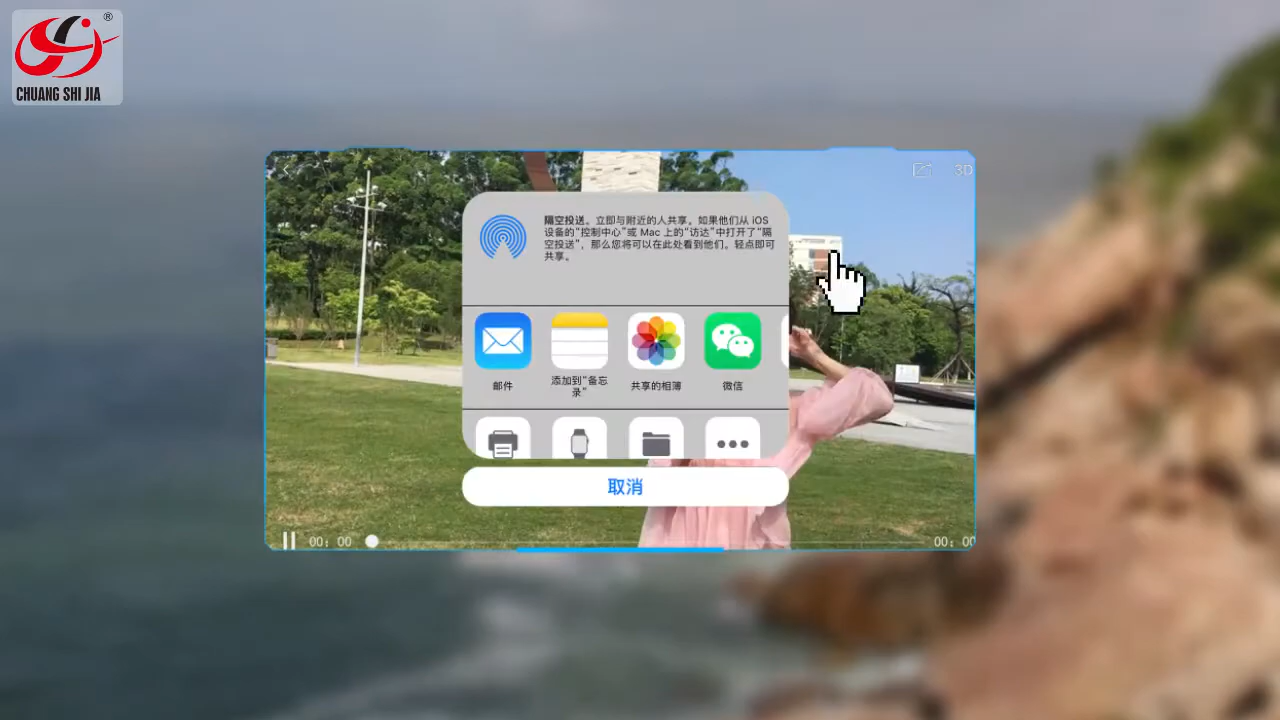 ®
CHUANG SHI JIA
3D
隔空投送。立即与附近的人共享。如果他们从 iOS
设备的“控制中心”或 Mac 上的“访达”中打开了“隔
空投送”，那么您将可以在此处看到他们。轻点即可
共享。
邮件
添加到“备忘
录”
共享的相簿
微信
取消
00: 00
00: 00